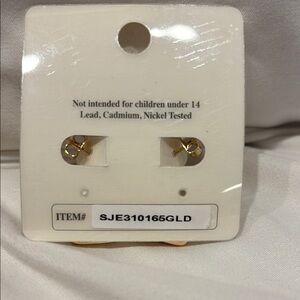 Not intended for children under 14
Lead, Cadmium, Nickel Tested
ITEM# SJE310165GLD